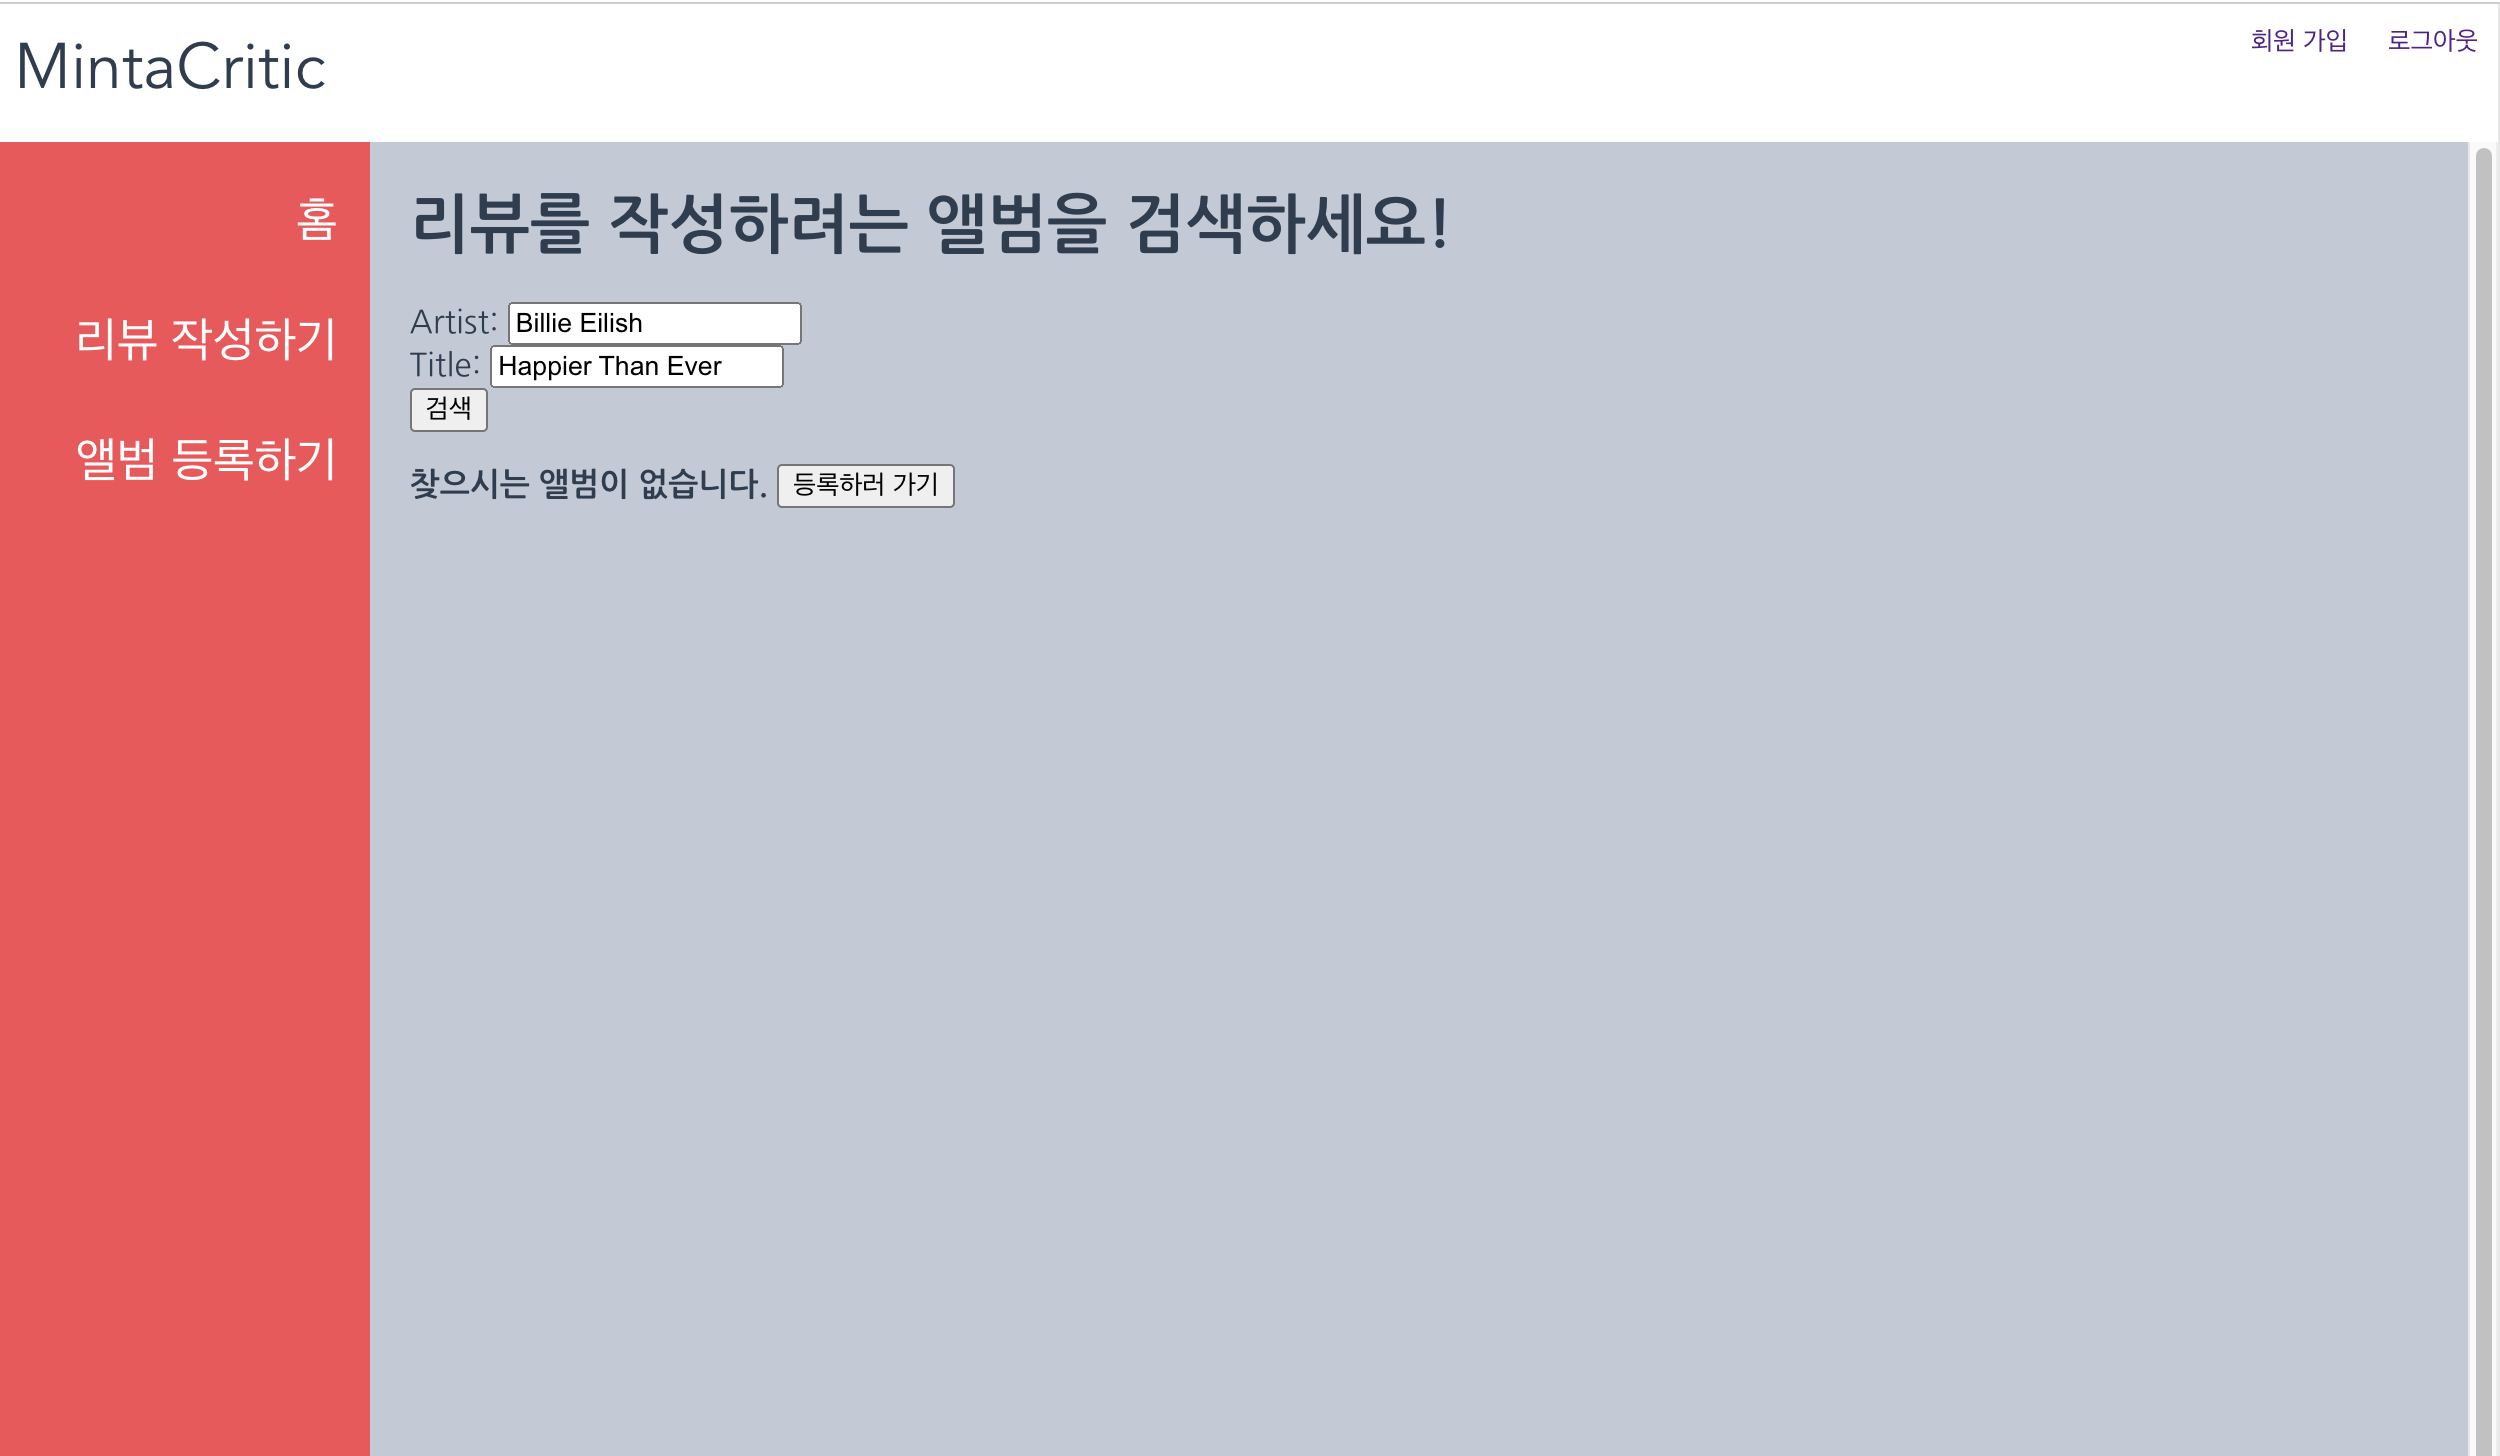 MintaCritic
회원 가입 로그아웃
홈
리뷰 작성하기
앨범 등록하기
리뷰를 작성하려는 앨범을 검색하세요!
Artist: Billie Eilish
Title: Happier Than Ever
검색
찾으시는 앨범이 없습니다. 등록하러 가기